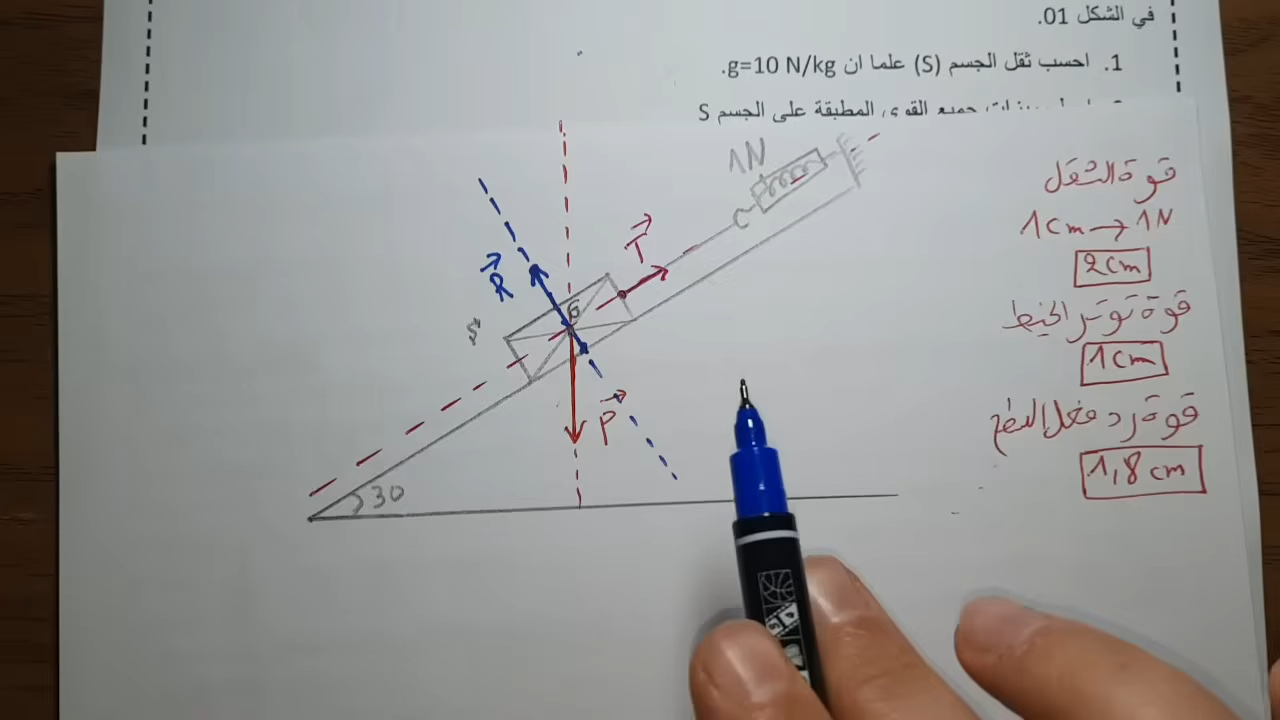 في الشكل 01.
1. احسب ثقل الجسم (S) علما ان g=10 N/kg.
جميع القوى المطبقة على الجسم S
1N
T
R
G
S
P
30
قوة الثقل
1cm → 1N
2cm
قوة توتر الخيط
1cm
قوة رد فعل السطح
1,8 cm